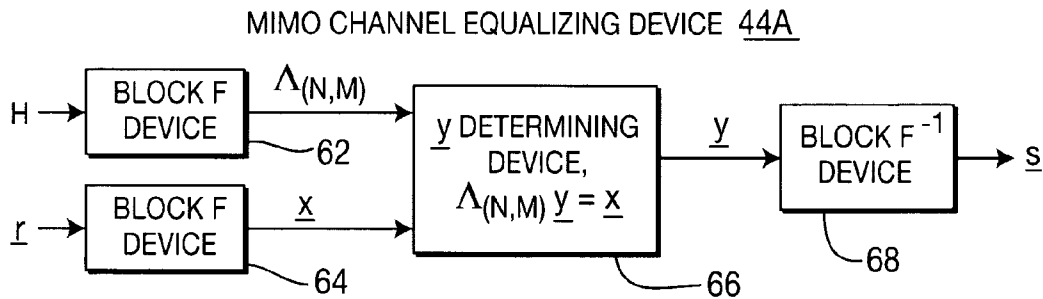 MIMO CHANNEL EQUALIZING DEVICE 44A
H
BLOCK F
DEVICE
62
Λ(N,M)
r
BLOCK F
DEVICE
64
x
y DETERMINING
DEVICE,
Λ(N,M) y = x
66
y
BLOCK F-1
DEVICE
68
s